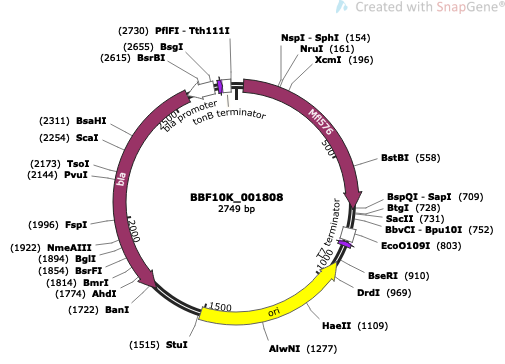 Created with SnapGene®
(2730) PflFI - Tth111I
(2655) BsgI
(2615) BsrBI
NspI - SphI (154)
NruI (161)
XcmI (196)
bla promoter
tonB terminator
Mfl576
2500
500
(2311) BsaHI
(2254) ScaI
(2173) TsoI
(2144) PvuI
bla
BstBI (558)
BBF10K_001808
2749 bp
BspQI - SapI (709)
BtgI (728)
SacII (731)
BbvCI - Bpu10I (752)
EcoO109I (803)
T7 terminator
(1996) FspI
2000
(1922) NmeAIII
(1894) BglI
(1854) BsrFI
(1814) BmrI
(1774) AhdI
(1722) BanI
1000
BseRI (910)
DrdI (969)
1500
ori
HaeII (1109)
(1515) StuI
AlwNI (1277)